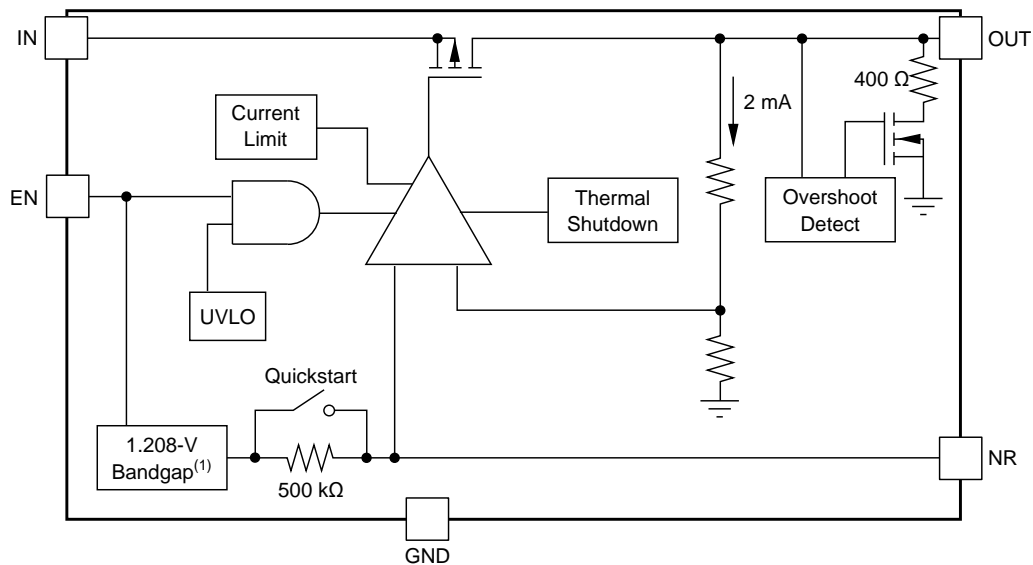 IN
OUT
400 Ω
2 mA
Current
Limit
EN
Thermal
Shutdown
Overshoot
Detect
UVLO
Quickstart
1.208-V
Bandgap(1)
500 kΩ
NR
GND